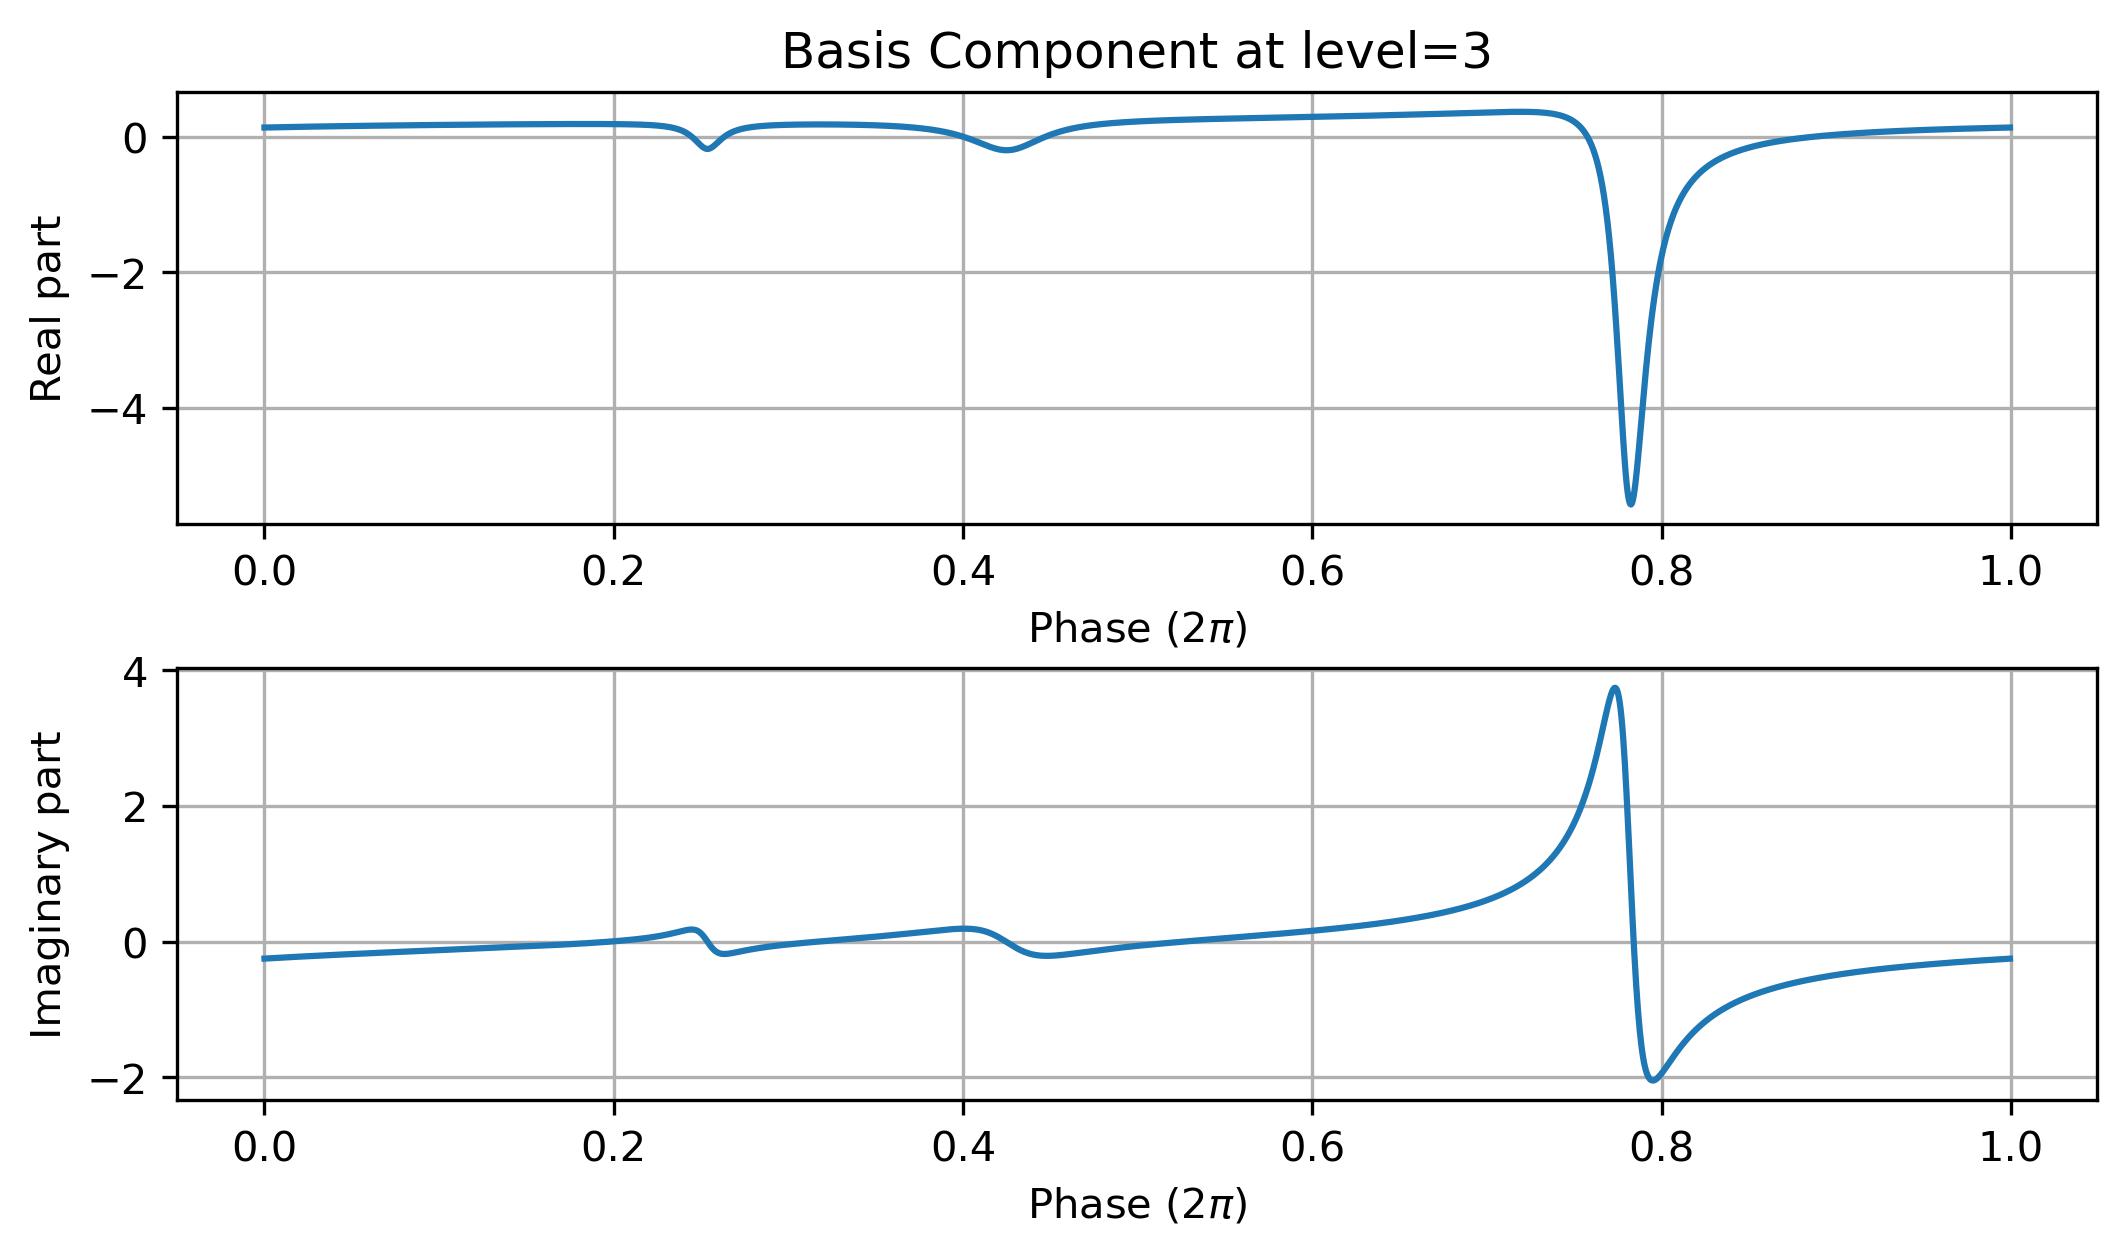 Basis Component at level=3
Real part
0
−2
−4
0.0 0.2 0.4 0.6 0.8 1.0
Phase (2π)
Imaginary part
4
2
0
−2
0.0 0.2 0.4 0.6 0.8 1.0
Phase (2π)